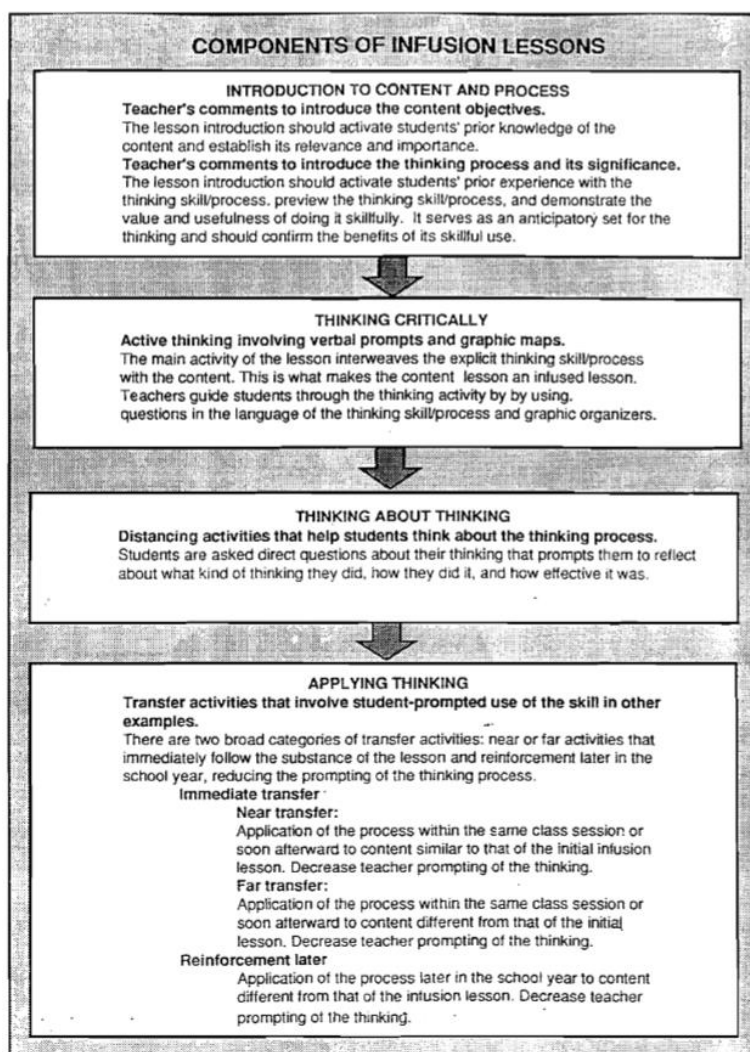 COMPONENTS OF INFUSION LESSONS
INTRODUCTION TO CONTENT AND PROCESS
Teacher's comments to introduce the content objectives.
The lesson introduction should activate students' prior knowledge of the
content and establish its relevance and importance.
Teacher's comments to introduce the thinking process and its significance.
The lesson introduction should activate students' prior experience with the
thinking skill/process, preview the thinking skill/process, and demonstrate the
value and usefulness of doing it skillfully. It serves as an anticipatory set for the
thinking and should confirm the benefits of its skillful use.
THINKING CRITICALLY
Active thinking involving verbal prompts and graphic maps.
The main activity of the lesson interweaves the explicit thinking skill/process
with the content. This is what makes the content lesson an infused lesson.
Teachers guide students through the thinking activity by by using.
questions in the language of the thinking skill/process and graphic organizers.
THINKING ABOUT THINKING
Distancing activities that help students think about the thinking process.
Students are asked direct questions about their thinking that prompts them to reflect
about what kind of thinking they did, how they did it, and how effective it was.
APPLYING THINKING
Transfer activities that involve student-prompted use of the skill in other
examples.
There are two broad categories of transfer activities: near or far activities that
immediately follow the substance of the lesson and reinforcement later in the
school year, reducing the prompting of the thinking process.
Immediate transfer
Near transfer:
Application of the process within the same class session or
soon afterward to content similar to that of the initial infusion
lesson. Decrease teacher prompting of the thinking.
Far transfer:
Application of the process within the same class session or
soon afterward to content different from that of the initial
lesson. Decrease teacher prompting of the thinking.
Reinforcement later
Application of the process later in the school year to content
different from that of the infusion lesson. Decrease teacher
prompting of the thinking.